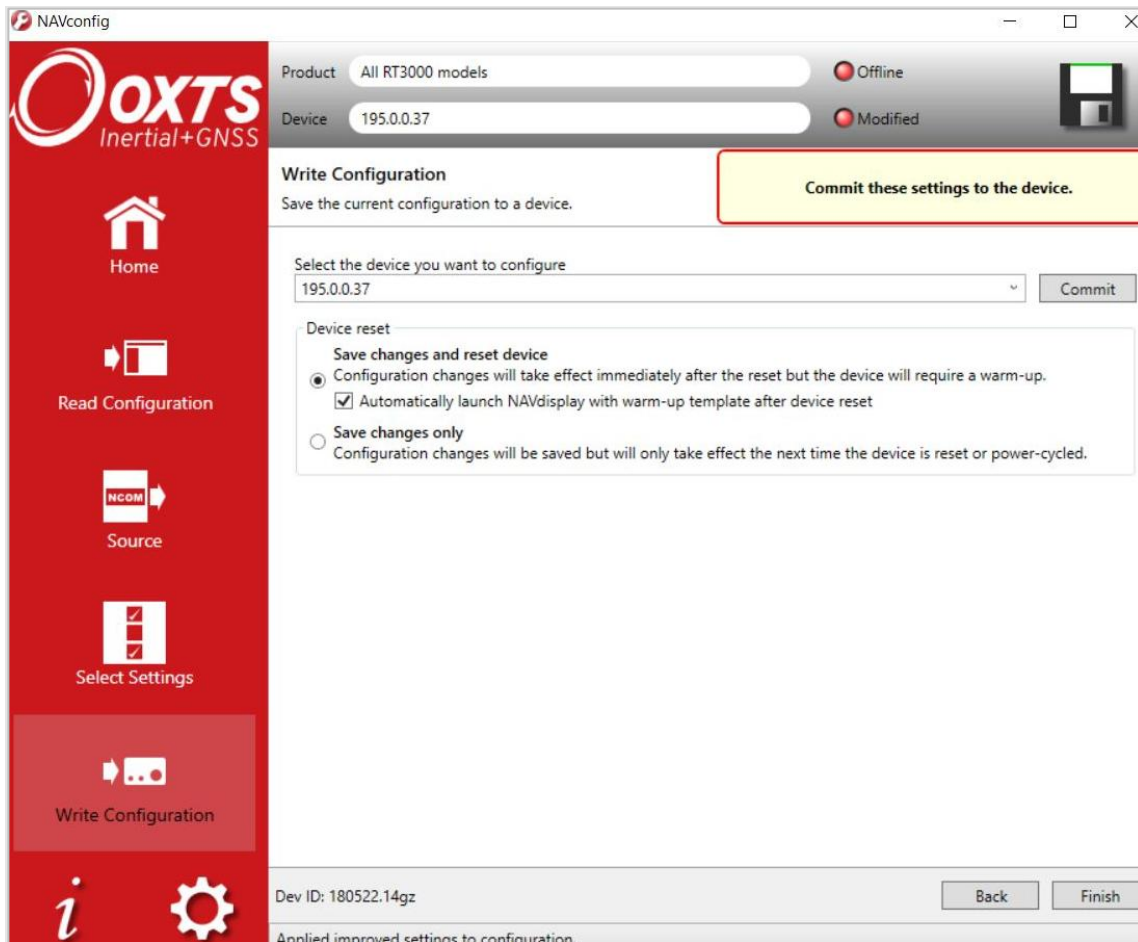 NAVconfig
OXTS
Inertial+GNSS
Product
All RT3000 models
Offline
Device
195.0.0.37
Modified
Write Configuration
Save the current configuration to a device.
Commit these settings to the device.
Home
Read Configuration
NCOM
Source
Select Settings
Write Configuration
Select the device you want to configure
195.0.0.37
Commit
Device reset
Save changes and reset device
Configuration changes will take effect immediately after the reset but the device will require a warm-up.
Automatically launch NAVdisplay with warm-up template after device reset
Save changes only
Configuration changes will be saved but will only take effect the next time the device is reset or power-cycled.
i
Dev ID: 180522.14gz
Back
Finish
Applied improved settings to configuration